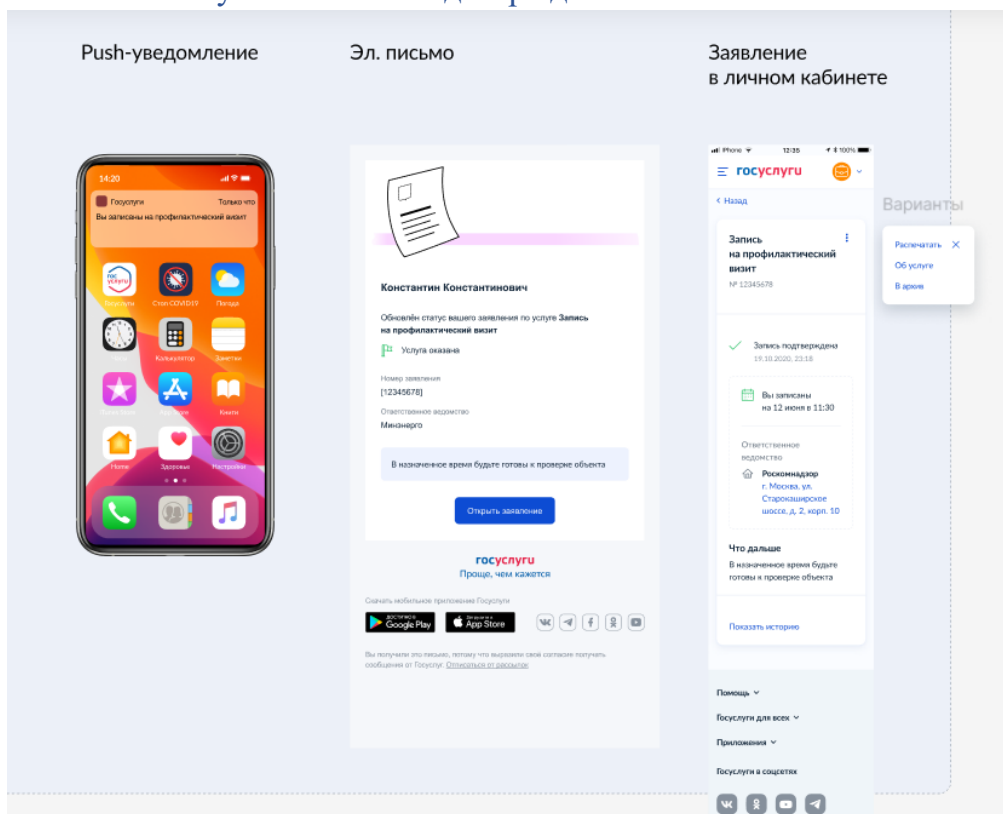 Push-уведомление
Эл. письмо
Заявление
в личном кабинете
14:20
Госуслуги
Только что
Вы записаны на профилактический визит
гос
услуги
Госуслуги
Стоп COVID19
Погода
Калькулятор
Заметки
App Store
Книги
Home
Здоровье
Настройки
Константин Константинович
Обновлён статус вашего заявления по услуге Запись
на профилактический визит
Услуга оказана
Номер заявления
[12345678]
Ответственное ведомство
Минэнерго
В назначенное время будьте готовы к проверке объекта
Открыть заявление
госуслуги
Проще, чем кажется
Скачать мобильное приложение Госуслуги
ДОСТУПНО В
Google Play
Загрузите в
App Store
Вы получили это письмо, потому что выразили своё согласие получать
сообщения от Госуслуг. Отписаться от рассылок
iPhone
12:35
100%
госуслуги
Назад
Запись
на профилактический
визит
№ 12345678
Запись подтверждена
19.10.2020, 23:18
Вы записаны
на 12 июня в 11:30
Ответственное
ведомство
Роскомнадзор
г. Москва, ул.
Старокаширское
шоссе, д. 2, корп. 10
Что дальше
В назначенное время будьте
готовы к проверке объекта
Показать историю
Помощь
Госуслуги для всех
Приложения
Госуслуги в соцсетях
Варианты
Распечатать
Об услуге
В архив